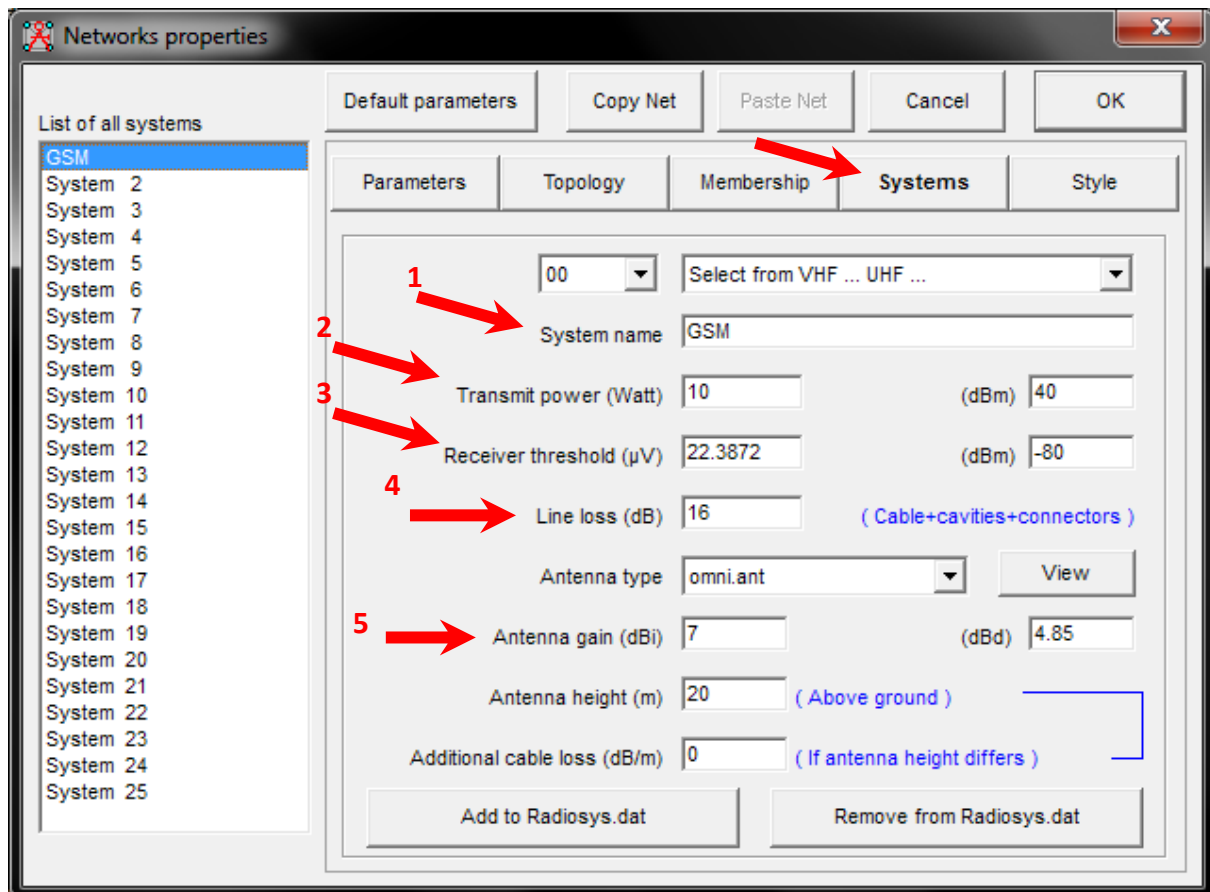 Networks properties
X
Default parameters Copy Net Paste Net Cancel OK
List of all systems
GSM
System 2
System 3
System 4
System 5
System 6
System 7
System 8
System 9
System 10
System 11
System 12
System 13
System 14
System 15
System 16
System 17
System 18
System 19
System 20
System 21
System 22
System 23
System 24
System 25
Parameters Topology Membership Systems Style
00 Select from VHF ... UHF ...
1
System name GSM
2
Transmit power (Watt) 10 (dBm) 40
3
Receiver threshold (µV) 22.3872 (dBm) -80
4
Line loss (dB) 16 ( Cable+cavities+connectors )
Antenna type omni.ant View
5
Antenna gain (dBi) 7 (dBd) 4.85
Antenna height (m) 20 ( Above ground )
Additional cable loss (dB/m) 0 ( If antenna height differs )
Add to Radiosys.dat Remove from Radiosys.dat